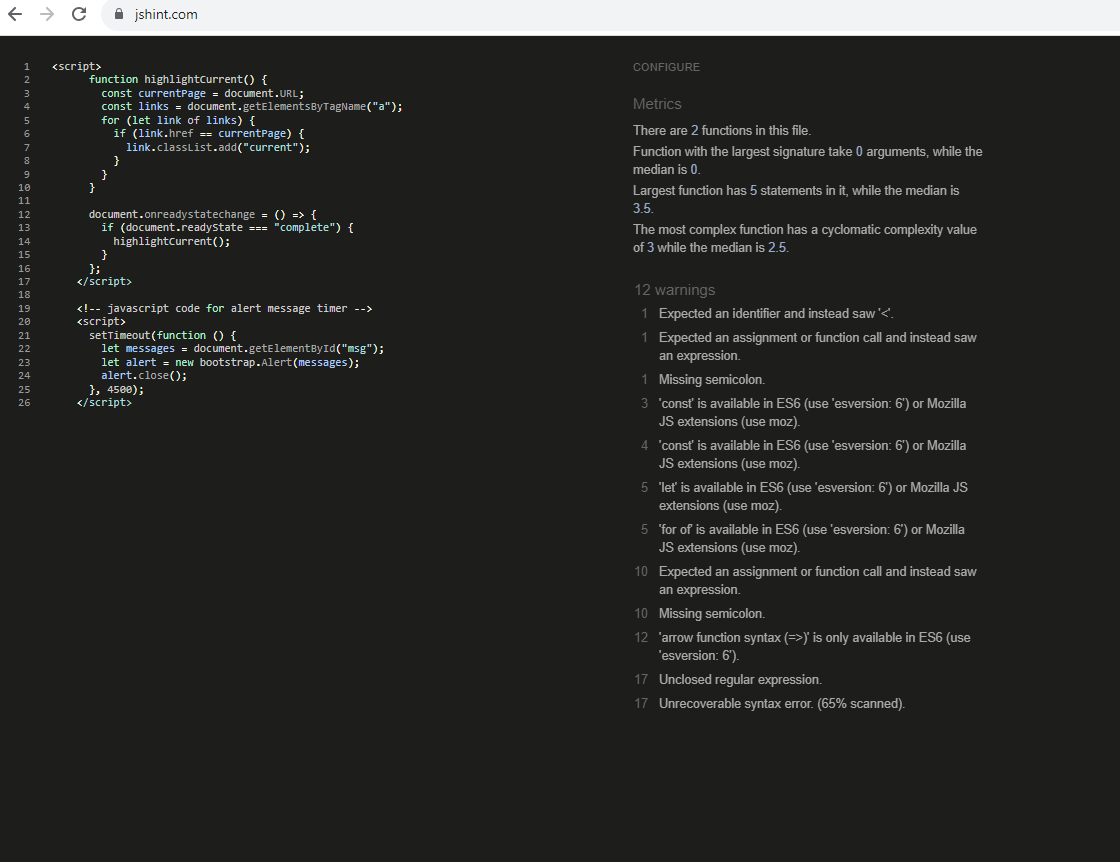 jshint.com
1 <script>
2 function highlightCurrent() {
3 const currentPage = document.URL;
4 const links = document.getElementsByTagName("a");
5 for (let link of links) {
6 if (link.href == currentPage) {
7 link.classList.add("current");
8 }
9 }
10 }
11
12 document.onreadystatechange = () => {
13 if (document.readyState === "complete") {
14 highlightCurrent();
15 }
16 };
17 </script>
18
19 <!-- javascript code for alert message timer -->
20 <script>
21 setTimeout(function () {
22 let messages = document.getElementById("msg");
23 let alert = new bootstrap.Alert(messages);
24 alert.close();
25 }, 4500);
26 </script>
CONFIGURE
Metrics
There are 2 functions in this file.
Function with the largest signature take 0 arguments, while the
median is 0.
Largest function has 5 statements in it, while the median is
3.5.
The most complex function has a cyclomatic complexity value
of 3 while the median is 2.5.
12 warnings
1 Expected an identifier and instead saw '<'.
1 Expected an assignment or function call and instead saw
an expression.
1 Missing semicolon.
3 'const' is available in ES6 (use 'esversion: 6') or Mozilla
JS extensions (use moz).
4 'const' is available in ES6 (use 'esversion: 6') or Mozilla
JS extensions (use moz).
5 'let' is available in ES6 (use 'esversion: 6') or Mozilla JS
extensions (use moz).
5 'for of' is available in ES6 (use 'esversion: 6') or Mozilla
JS extensions (use moz).
10 Expected an assignment or function call and instead saw
an expression.
10 Missing semicolon.
12 'arrow function syntax (=>)' is only available in ES6 (use
'esversion: 6').
17 Unclosed regular expression.
17 Unrecoverable syntax error. (65% scanned).